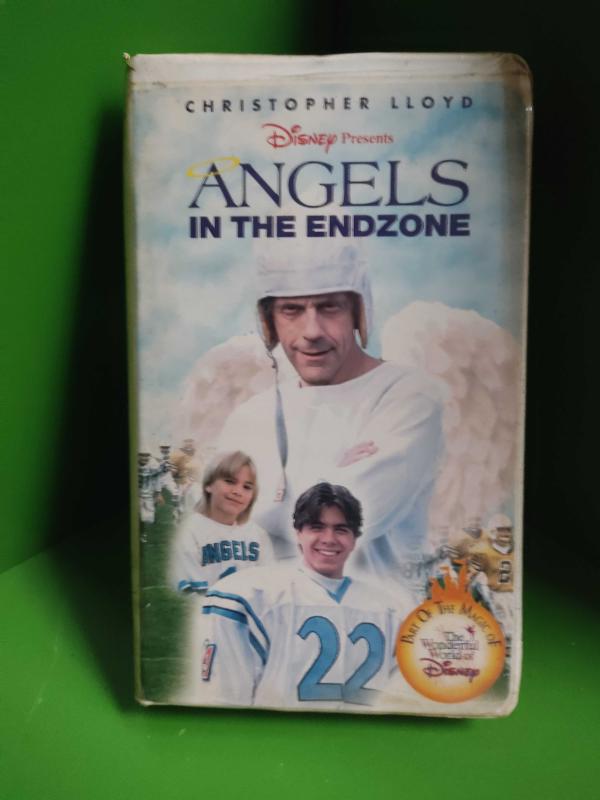 CHRISTOPHER LLOYD
Disney Presents
ANGELS
IN THE ENDZONE
ANGELS
22
PART OF THE MAGIC OF
The
Wonderful
World of
Disney